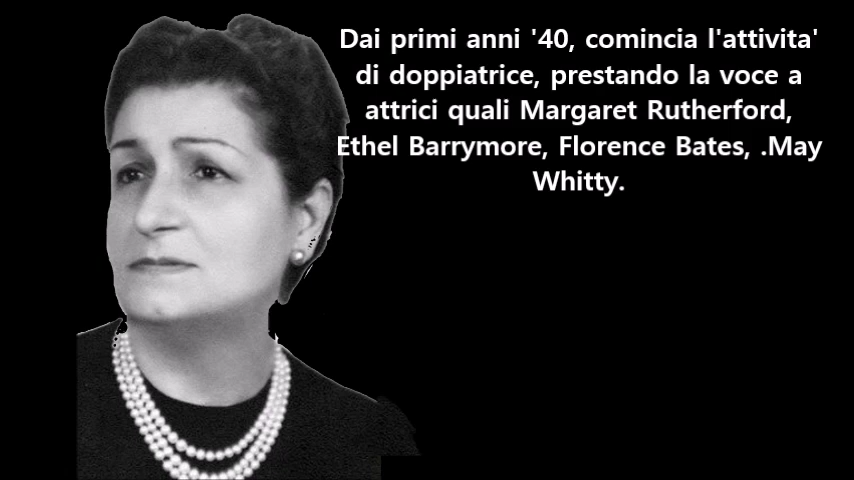 Dai primi anni '40, comincia l'attivita'
di doppiatrice, prestando la voce a
attrici quali Margaret Rutherford,
Ethel Barrymore, Florence Bates, .May
Whitty.